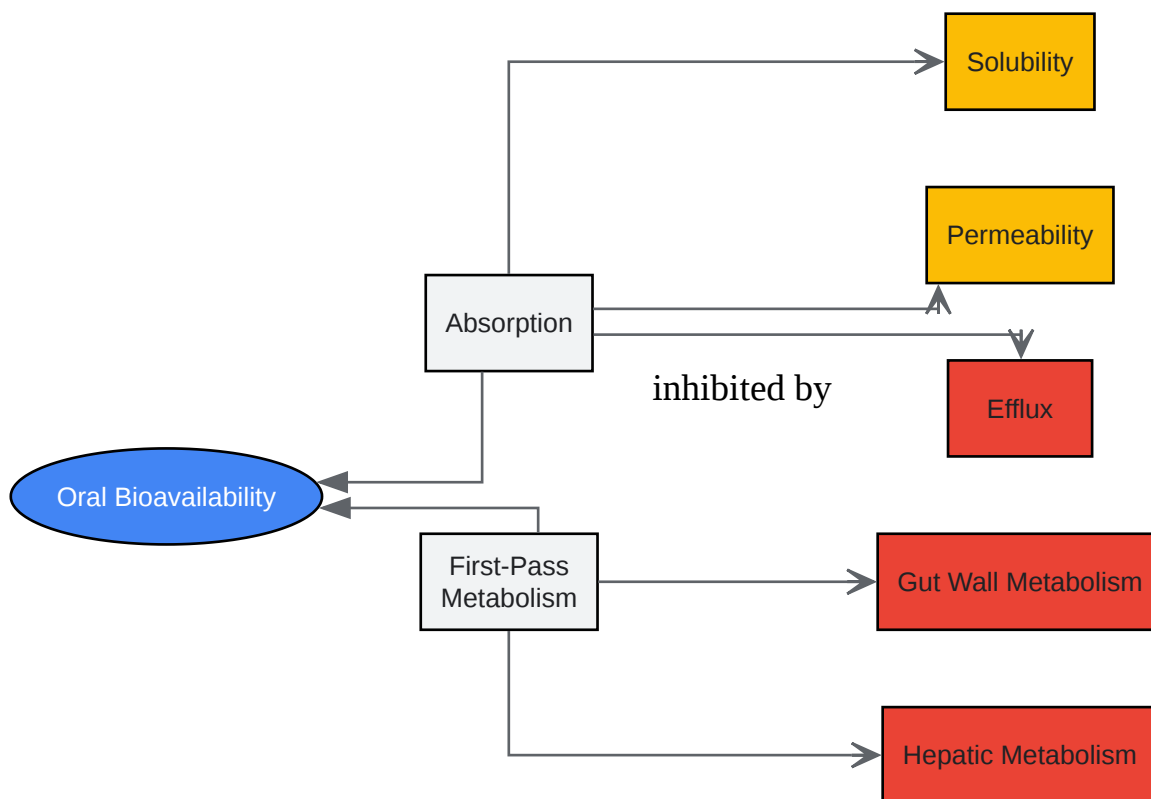 Solubility
Permeability
Absorption
inhibited by
Efflux
Oral Bioavailability
First-Pass
Metabolism
Gut Wall Metabolism
Hepatic Metabolism